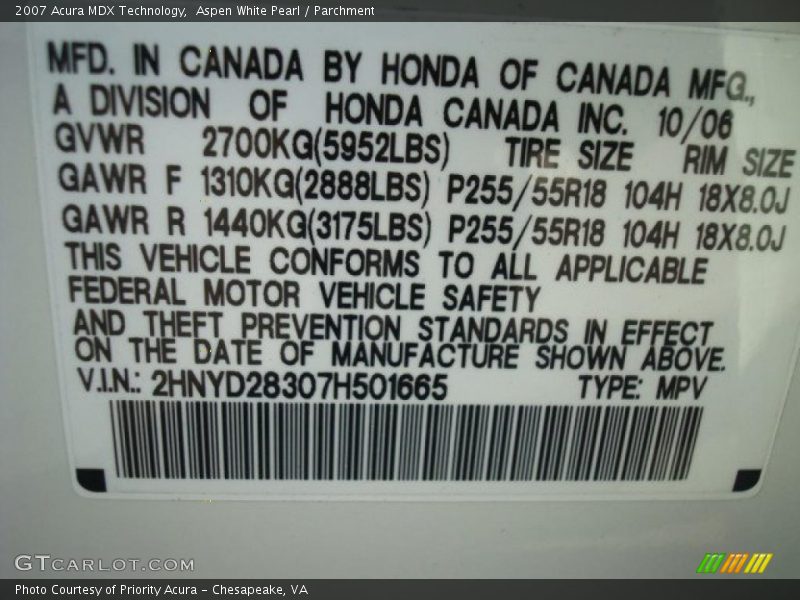 2007 Acura MDX Technology,  Aspen White Pearl / Parchment
MFD. IN CANADA BY HONDA OF CANADA MFG.,
A DIVISION OF HONDA CANADA INC. 10/06
GVWR 2700KG(5952LBS) TIRE SIZE RIM SIZE
GAWR F 1310KG(2888LBS) P255/55R18 104H 18X8.0J
GAWR R 1440KG(3175LBS) P255/55R18 104H 18X8.0J
THIS VEHICLE CONFORMS TO ALL APPLICABLE
FEDERAL MOTOR VEHICLE SAFETY
AND THEFT PREVENTION STANDARDS IN EFFECT
ON THE DATE OF MANUFACTURE SHOWN ABOVE.
V.I.N.: 2HNYD28307H501665 TYPE: MPV
GTCARLOT.COM
Photo Courtesy of Priority Acura – Chesapeake, VA